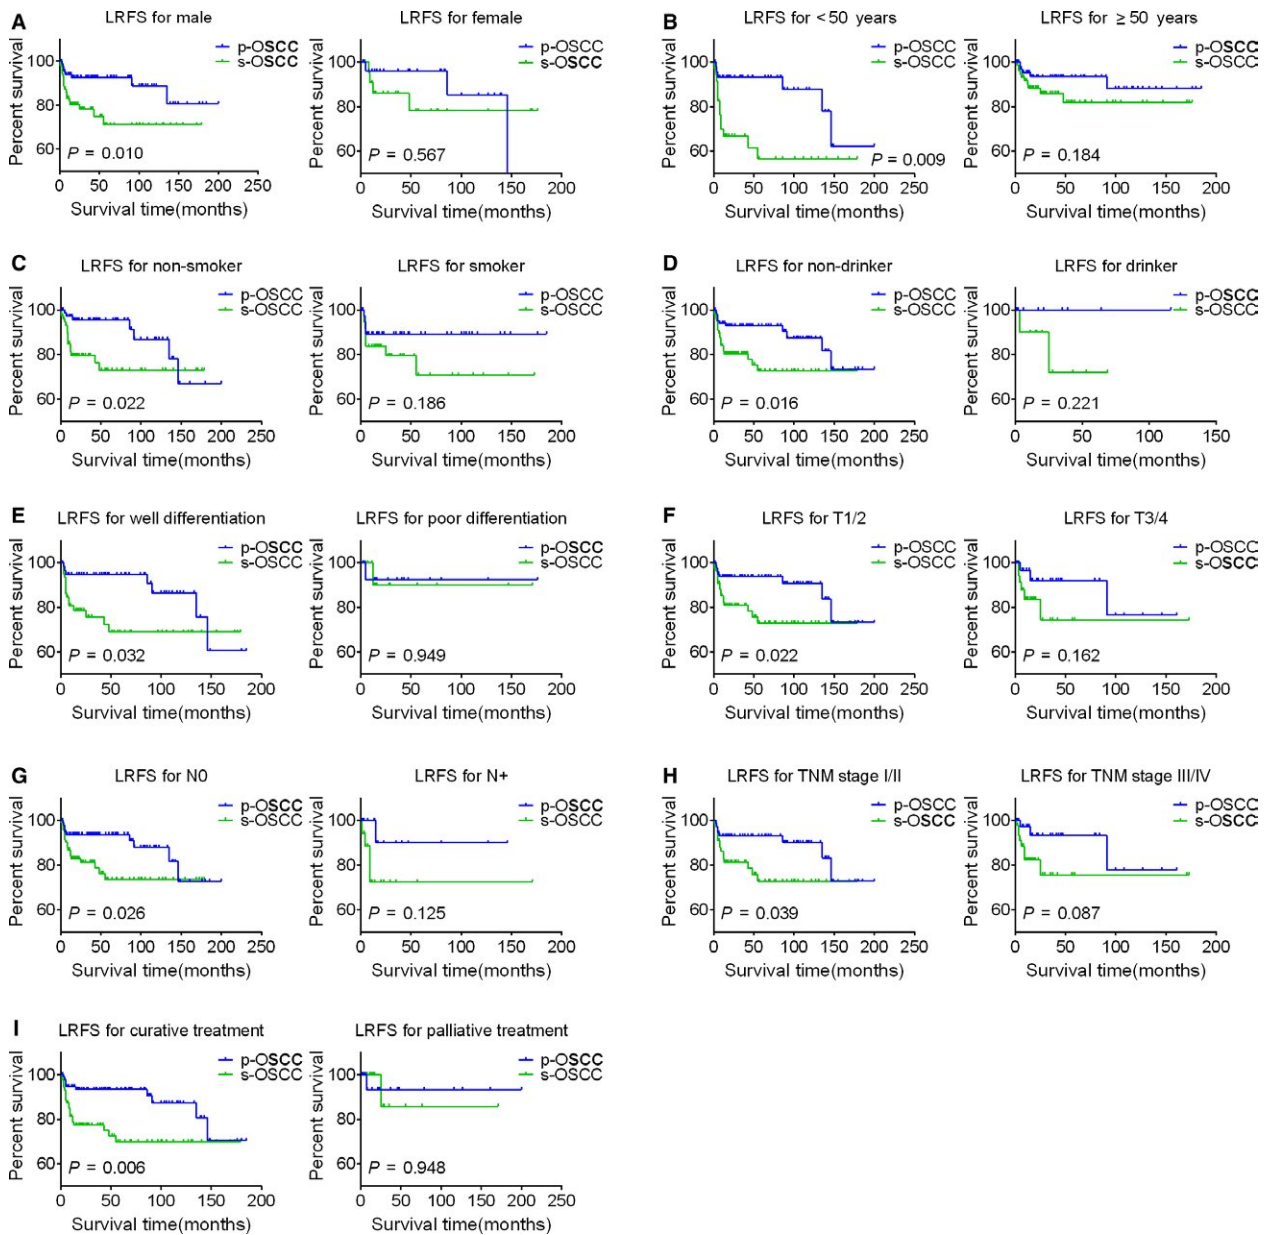 A
LRFS for male
Percent survival
100
80
60
p-OSCC
s-OSCC
P = 0.010
0 50 100 150 200 250
Survival time(months)
LRFS for female
Percent survival
100
80
60
p-OSCC
s-OSCC
P = 0.567
0 50 100 150 200
Survival time(months)
B
LRFS for <50 years
Percent survival
100
80
60
p-OSCC
s-OSCC
P = 0.009
0 50 100 150 200 250
Survival time(months)
LRFS for ≥50 years
Percent survival
100
80
60
p-OSCC
s-OSCC
P = 0.184
0 50 100 150 200
Survival time(months)
C
LRFS for non-smoker
Percent survival
100
80
60
p-OSCC
s-OSCC
P = 0.022
0 50 100 150 200 250
Survival time(months)
LRFS for smoker
Percent survival
100
80
60
p-OSCC
s-OSCC
P = 0.186
0 50 100 150 200
Survival time(months)
D
LRFS for non-drinker
Percent survival
100
80
60
p-OSCC
s-OSCC
P = 0.016
0 50 100 150 200 250
Survival time(months)
LRFS for drinker
Percent survival
100
80
60
p-OSCC
s-OSCC
P = 0.221
0 50 100 150
Survival time(months)
E
LRFS for well differentiation
Percent survival
100
80
60
p-OSCC
s-OSCC
P = 0.032
0 50 100 150 200
Survival time(months)
LRFS for poor differentiation
Percent survival
100
80
60
p-OSCC
s-OSCC
P = 0.949
0 50 100 150 200
Survival time(months)
F
LRFS for T1/2
Percent survival
100
80
60
p-OSCC
s-OSCC
P = 0.022
0 50 100 150 200 250
Survival time(months)
LRFS for T3/4
Percent survival
100
80
60
p-OSCC
s-OSCC
P = 0.162
0 50 100 150 200
Survival time(months)
G
LRFS for N0
Percent survival
100
80
60
p-OSCC
s-OSCC
P = 0.026
0 50 100 150 200 250
Survival time(months)
LRFS for N+
Percent survival
100
80
60
p-OSCC
s-OSCC
P = 0.125
0 50 100 150 200
Survival time(months)
H
LRFS for TNM stage I/II
Percent survival
100
80
60
p-OSCC
s-OSCC
P = 0.039
0 50 100 150 200 250
Survival time(months)
LRFS for TNM stage III/IV
Percent survival
100
80
60
p-OSCC
s-OSCC
P = 0.087
0 50 100 150 200
Survival time(months)
I
LRFS for curative treatment
Percent survival
100
80
60
p-OSCC
s-OSCC
P = 0.006
0 50 100 150 200
Survival time(months)
LRFS for palliative treatment
Percent survival
100
80
60
p-OSCC
s-OSCC
P = 0.948
0 50 100 150 200 250
Survival time(months)